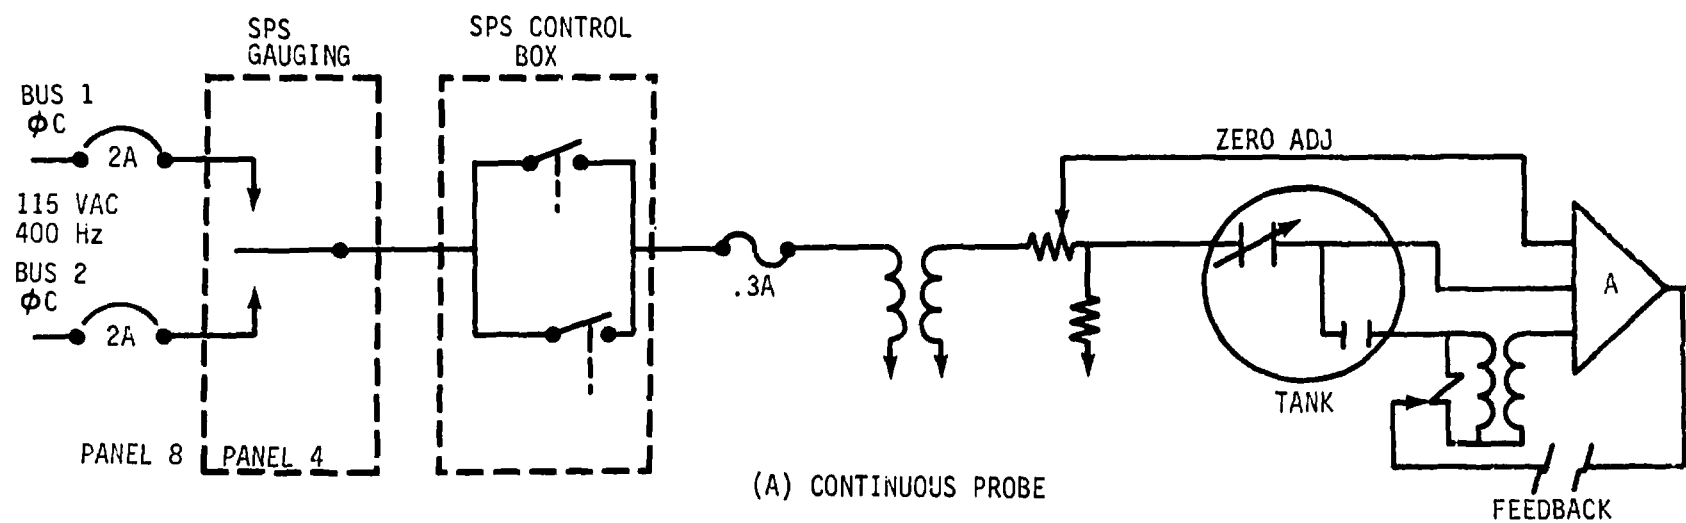 SPS
GAUGING
SPS CONTROL
BOX
BUS 1
ΦC
2A
115 VAC
400 Hz
BUS 2
ΦC
2A
PANEL 8
PANEL 4
.3A
ZERO ADJ
A
TANK
(A) CONTINUOUS PROBE
FEEDBACK